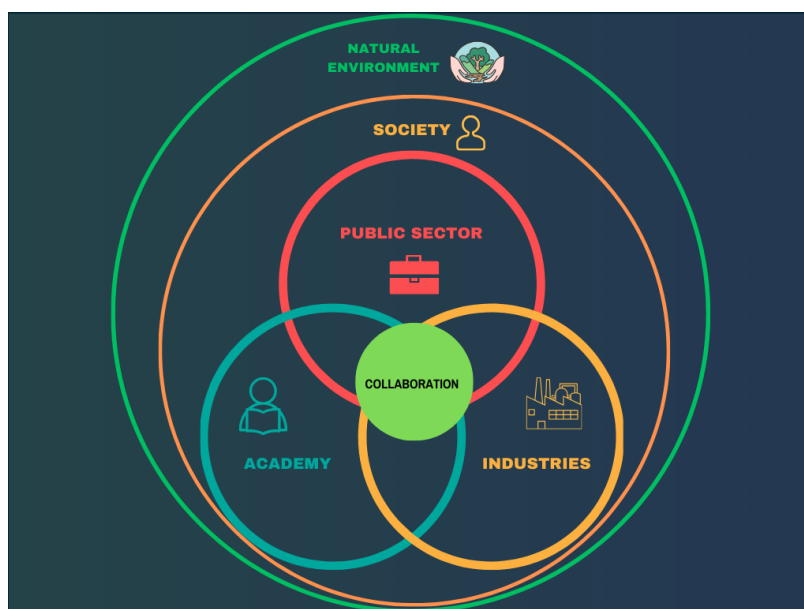 NATURAL
ENVIRONMENT
SOCIETY
PUBLIC SECTOR
COLLABORATION
ACADEMY
INDUSTRIES